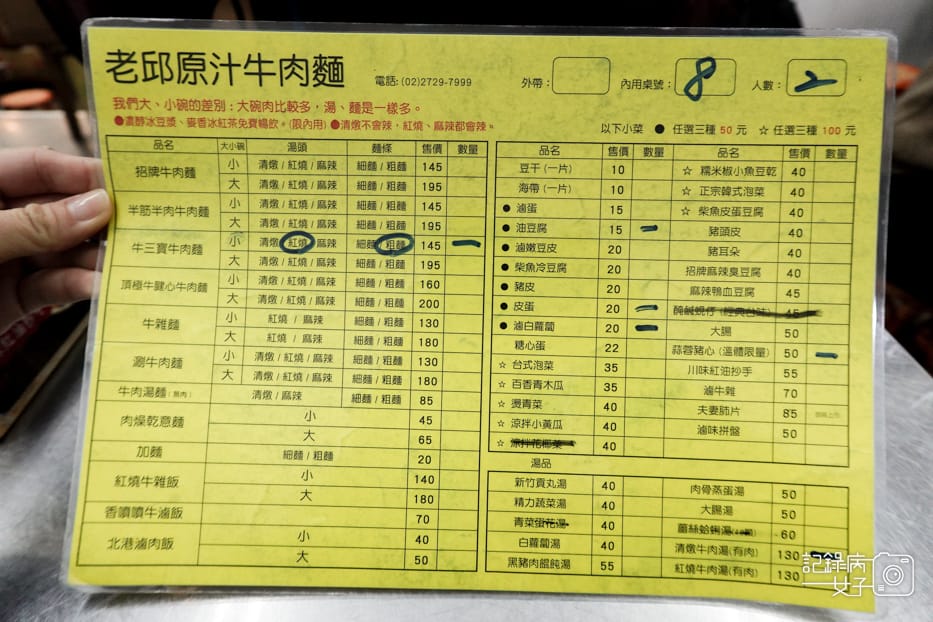 老邱原汁牛肉麵 電話: (02)2729-7999 外帶: 內用桌號: 8 人數: 2
我們大、小碗的差別:大碗肉比較多,湯、麵是一樣多。
●濃醇冰豆漿、麥香冰紅茶免費暢飲。(限內用) ●清燉不會辣,紅燒、麻辣都會辣。
以下小菜 ● 任選三種 50 元 ☆ 任選三種 100 元
品名 大小碗 湯頭 麵條 售價 數量
招牌牛肉麵 小 清燉 / 紅燒 / 麻辣 細麵 / 粗麵 145
大 清燉 / 紅燒 / 麻辣 細麵 / 粗麵 195
半筋半肉牛肉麵 小 清燉 / 紅燒 / 麻辣 細麵 / 粗麵 145
大 清燉 / 紅燒 / 麻辣 細麵 / 粗麵 195
牛三寶牛肉麵 小 清燉 / 紅燒 / 麻辣 細麵 / 粗麵 145 一
大 清燉 / 紅燒 / 麻辣 細麵 / 粗麵 195
頂極牛腱心牛肉麵 小 清燉 / 紅燒 / 麻辣 細麵 / 粗麵 160
大 清燉 / 紅燒 / 麻辣 細麵 / 粗麵 200
牛雜麵 小 紅燒 / 麻辣 細麵 / 粗麵 130
大 紅燒 / 麻辣 細麵 / 粗麵 180
涮牛肉麵 小 清燉 / 紅燒 / 麻辣 細麵 / 粗麵 130
大 清燉 / 紅燒 / 麻辣 細麵 / 粗麵 180
牛肉湯麵(無肉) 清燉 / 麻辣 細麵 / 粗麵 85
肉燥乾意麵 小 45
大 65
加麵 細麵 / 粗麵 20
紅燒牛雜飯 小 140
大 180
香噴噴牛滷飯 70
北港滷肉飯 小 40
大 50
品名 售價 數量 品名 售價 數量
豆干 (一片) 10 ☆ 糯米椒小魚豆乾 40
海帶 (一片) 10 ☆ 正宗韓式泡菜 40
● 滷蛋 15 ☆ 柴魚皮蛋豆腐 40
● 油豆腐 15 一 豬頭皮 40
● 滷嫩豆皮 20 豬耳朵 40
● 柴魚冷豆腐 20 招牌麻辣臭豆腐 40
● 豬皮 20 麻辣鴨血豆腐 45
● 皮蛋 20 一 醃鹹蜆仔 (經典台味) 45
● 滷白蘿蔔 20 一 大腸 50
糖心蛋 22 蒜蓉豬心 (溫體限量) 50 一
☆ 台式泡菜 35 川味紅油抄手 55
☆ 百香青木瓜 35 滷牛雜 70
☆ 燙青菜 40 夫妻肺片 85
☆ 涼拌小黃瓜 40 滷味拼盤 50
☆ 涼拌花椰菜 40
湯品
新竹貢丸湯 40 肉骨蒸蛋湯 50
精力蔬菜湯 40 大腸湯 50
青菜蛋花湯 40 薑絲蛤蜊湯 60
白蘿蔔湯 40 清燉牛肉湯(有肉) 130 一
黑豬肉餛飩湯 55 紅燒牛肉湯(有肉) 130
記錄病女子